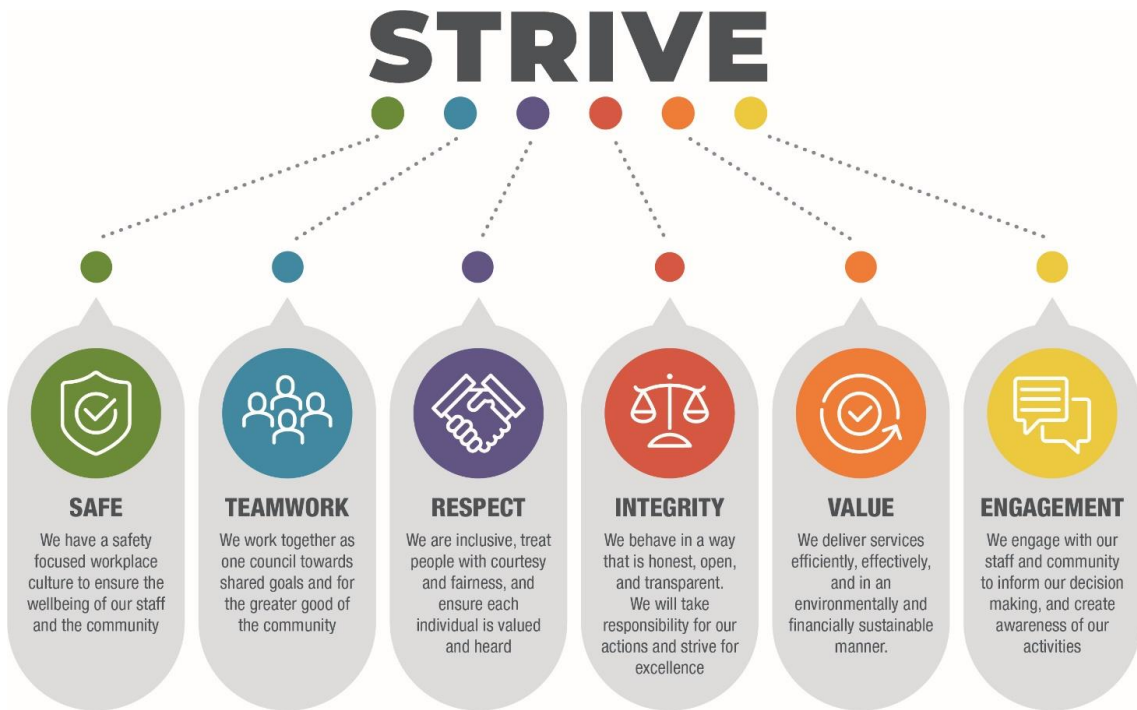 STRIVE
SAFE
We have a safety
focused workplace
culture to ensure the
wellbeing of our staff
and the community
TEAMWORK
We work together as
one council towards
shared goals and for
the greater good of
the community
RESPECT
We are inclusive, treat
people with courtesy
and fairness, and
ensure each
individual is valued
and heard
INTEGRITY
We behave in a way
that is honest, open,
and transparent.
We will take
responsibility for our
actions and strive for
excellence
VALUE
We deliver services
efficiently, effectively,
and in an
environmentally and
financially sustainable
manner.
ENGAGEMENT
We engage with our
staff and community
to inform our decision
making, and create
awareness of our
activities